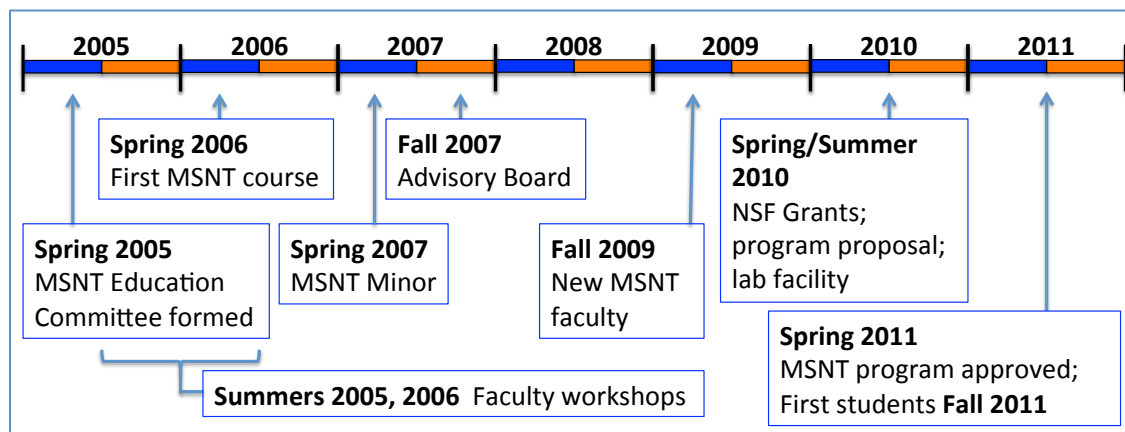 2005 2006 2007 2008 2009 2010 2011
Spring 2006
First MSNT course
Fall 2007
Advisory Board
Spring/Summer
2010
NSF Grants;
program proposal;
lab facility
Spring 2005
MSNT Education
Committee formed
Spring 2007
MSNT Minor
Fall 2009
New MSNT
faculty
Spring 2011
MSNT program approved;
First students Fall 2011
Summers 2005, 2006 Faculty workshops